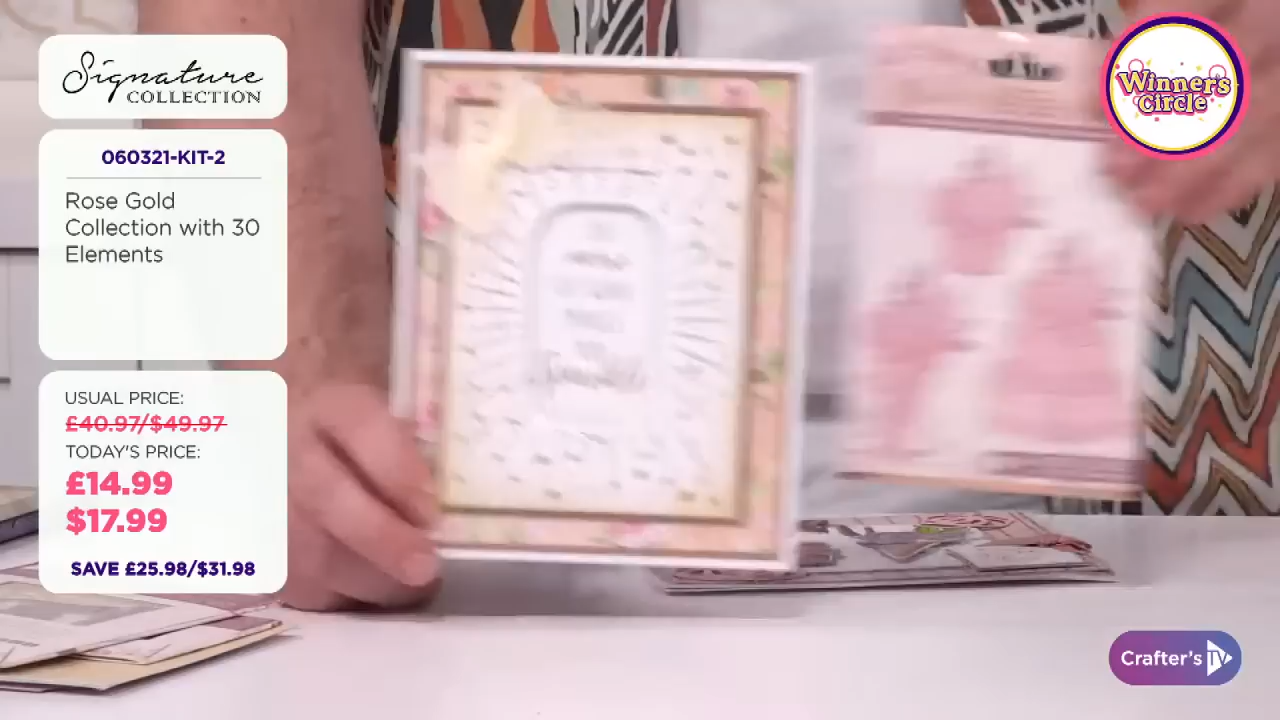 Signature
COLLECTION
060321-KIT-2
Rose Gold
Collection with 30
Elements
USUAL PRICE:
£40.97/$49.97
TODAY'S PRICE:
£14.99
$17.99
SAVE £25.98/$31.98
Winner's
Circle
Crafter's TV